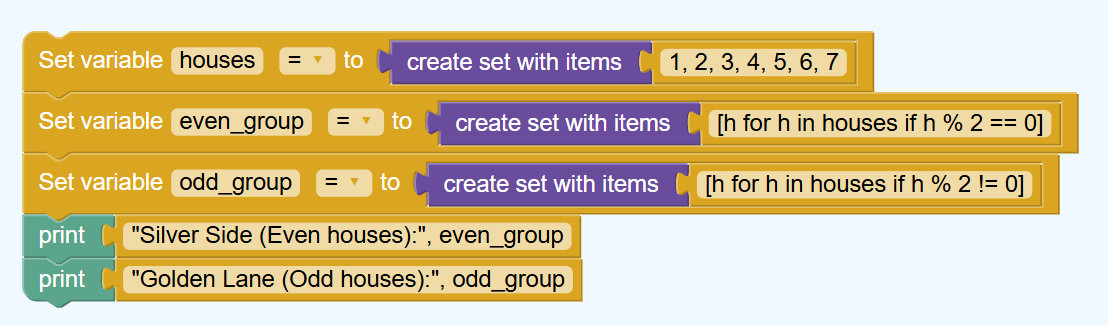 Set variable houses = to create set with items 1, 2, 3, 4, 5, 6, 7
Set variable even_group = to create set with items [h for h in houses if h % 2 == 0]
Set variable odd_group = to create set with items [h for h in houses if h % 2 != 0]
print "Silver Side (Even houses):", even_group
print "Golden Lane (Odd houses):", odd_group